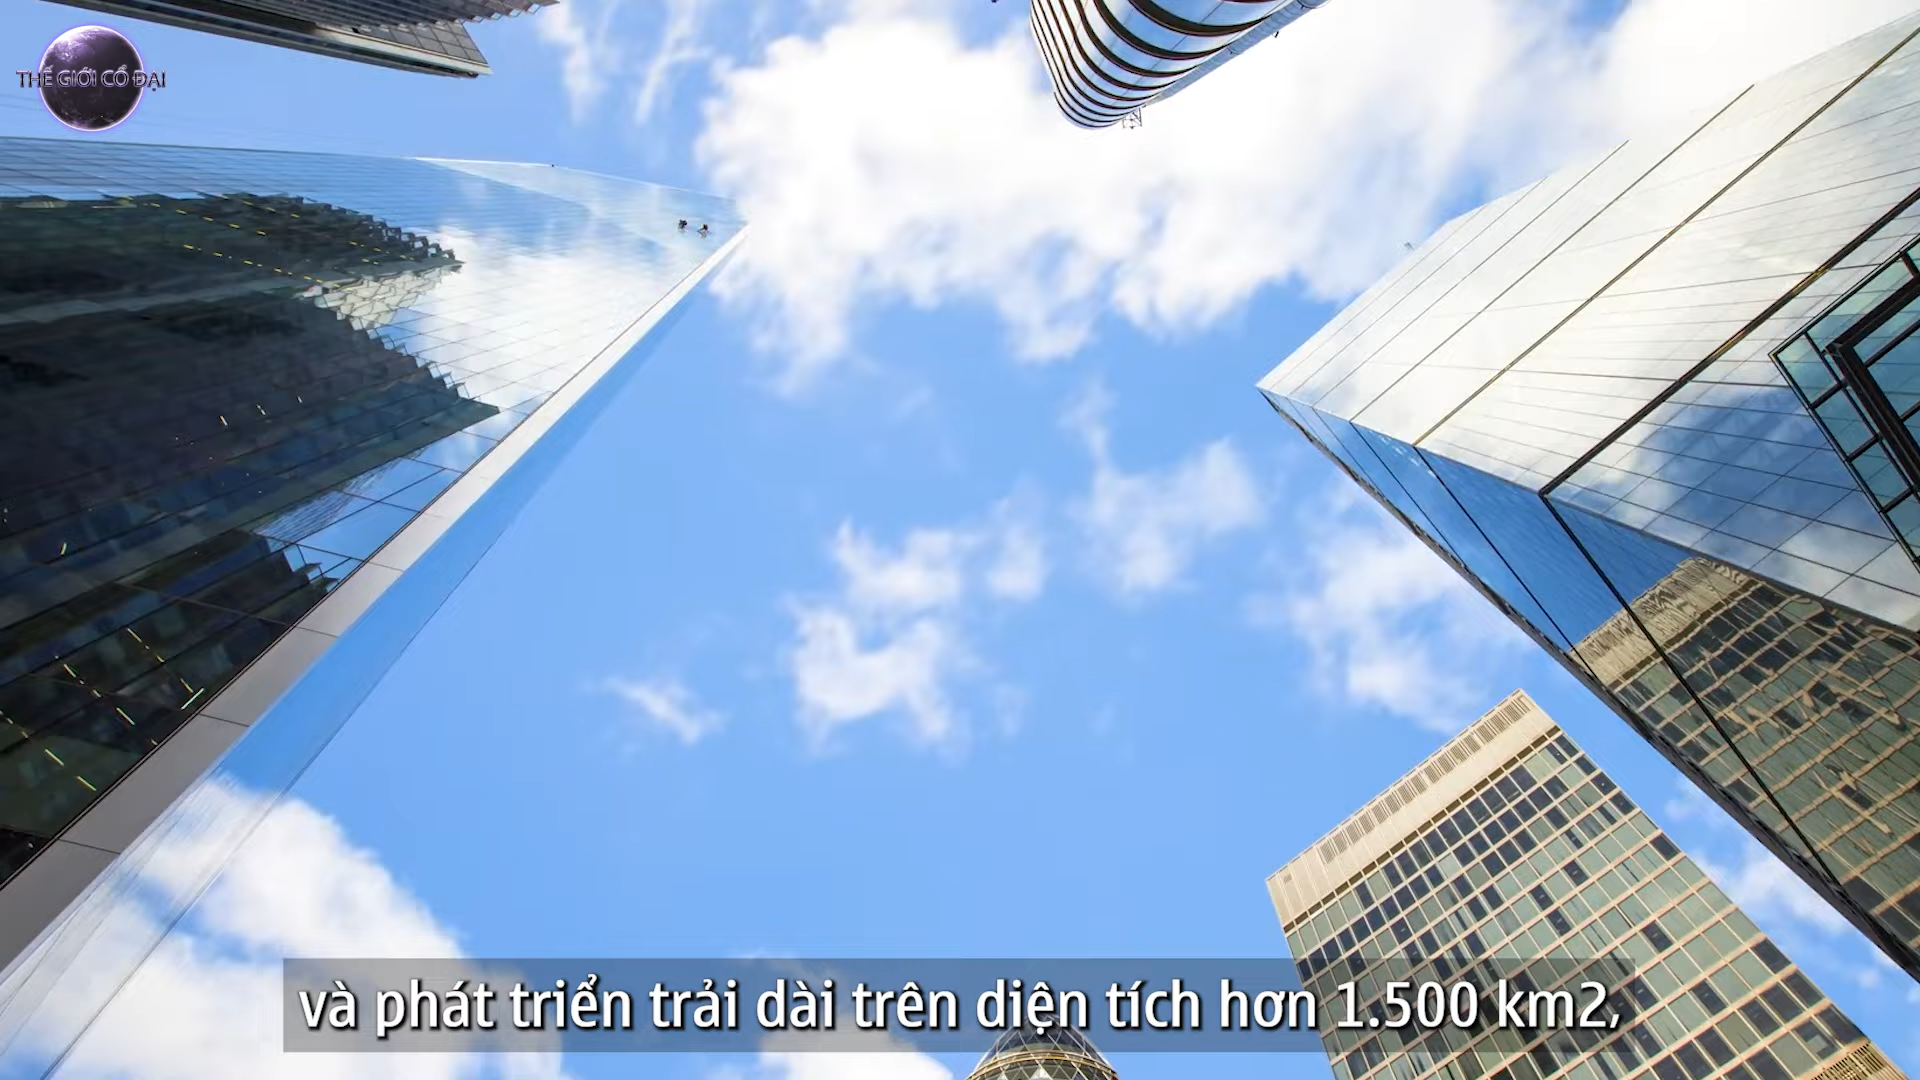 THẾ GIỚI CỔ ĐẠI
và phát triển trải dài trên diện tích hơn 1.500 km2,